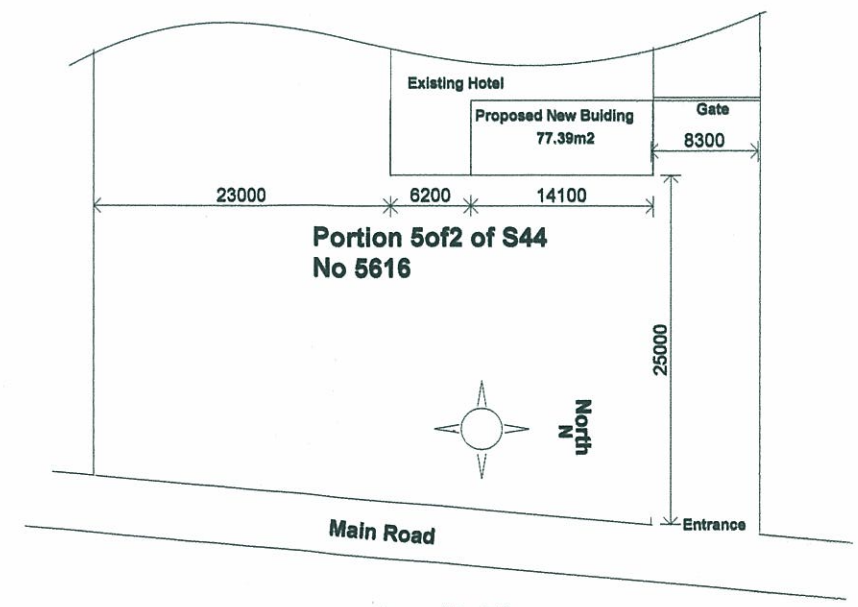 Existing Hotel
Proposed New Buiding
77.39m2
Gate
8300
23000
6200
14100
Portion 5of2 of S44
No 5616
25000
North
N
Entrance
Main Road